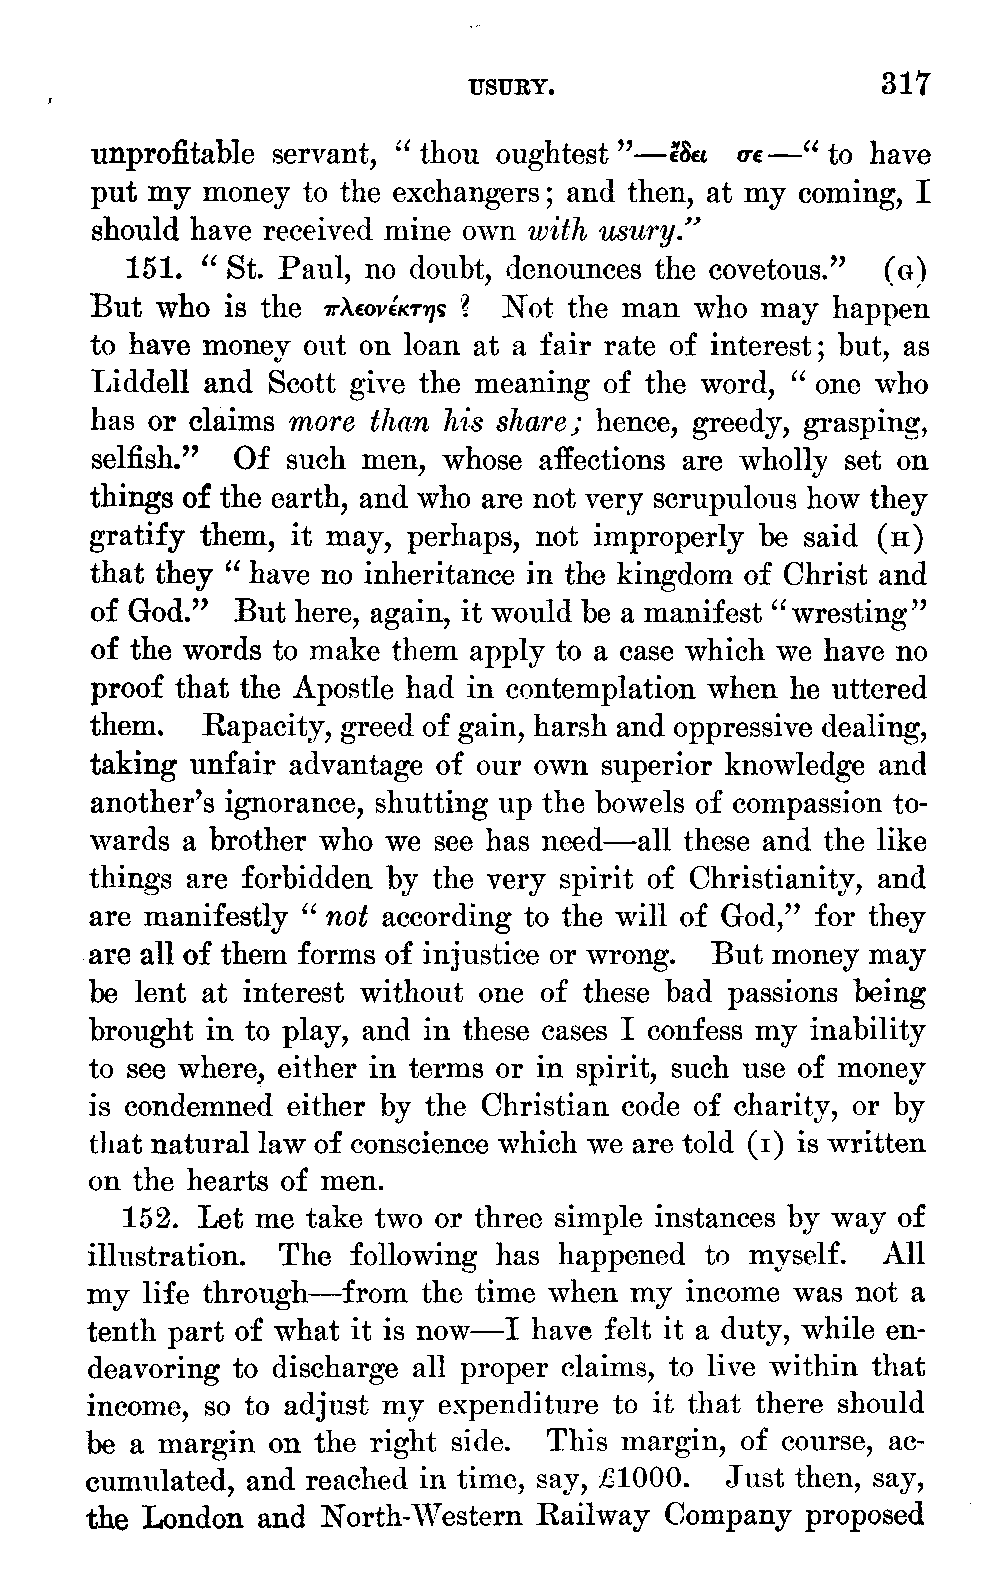 USURY. 317
unprofitable servant, “ thou oughtest ”—ἔδει σε—“ to have
put my money to the exchangers; and then, at my coming, I
should have received mine own with usury.”
151. “ St. Paul, no doubt, denounces the covetous.” (G)
But who is the πλεονέκτης ? Not the man who may happen
to have money out on loan at a fair rate of interest; but, as
Liddell and Scott give the meaning of the word, “ one who
has or claims more than his share; hence, greedy, grasping,
selfish.” Of such men, whose affections are wholly set on
things of the earth, and who are not very scrupulous how they
gratify them, it may, perhaps, not improperly be said (H)
that they “ have no inheritance in the kingdom of Christ and
of God.” But here, again, it would be a manifest “wresting”
of the words to make them apply to a case which we have no
proof that the Apostle had in contemplation when he uttered
them. Rapacity, greed of gain, harsh and oppressive dealing,
taking unfair advantage of our own superior knowledge and
another’s ignorance, shutting up the bowels of compassion to-
wards a brother who we see has need—all these and the like
things are forbidden by the very spirit of Christianity, and
are manifestly “ not according to the will of God,” for they
are all of them forms of injustice or wrong. But money may
be lent at interest without one of these bad passions being
brought in to play, and in these cases I confess my inability
to see where, either in terms or in spirit, such use of money
is condemned either by the Christian code of charity, or by
that natural law of conscience which we are told (I) is written
on the hearts of men.
152. Let me take two or three simple instances by way of
illustration. The following has happened to myself. All
my life through—from the time when my income was not a
tenth part of what it is now—I have felt it a duty, while en-
deavoring to discharge all proper claims, to live within that
income, so to adjust my expenditure to it that there should
be a margin on the right side. This margin, of course, ac-
cumulated, and reached in time, say, £1000. Just then, say,
the London and North-Western Railway Company proposed